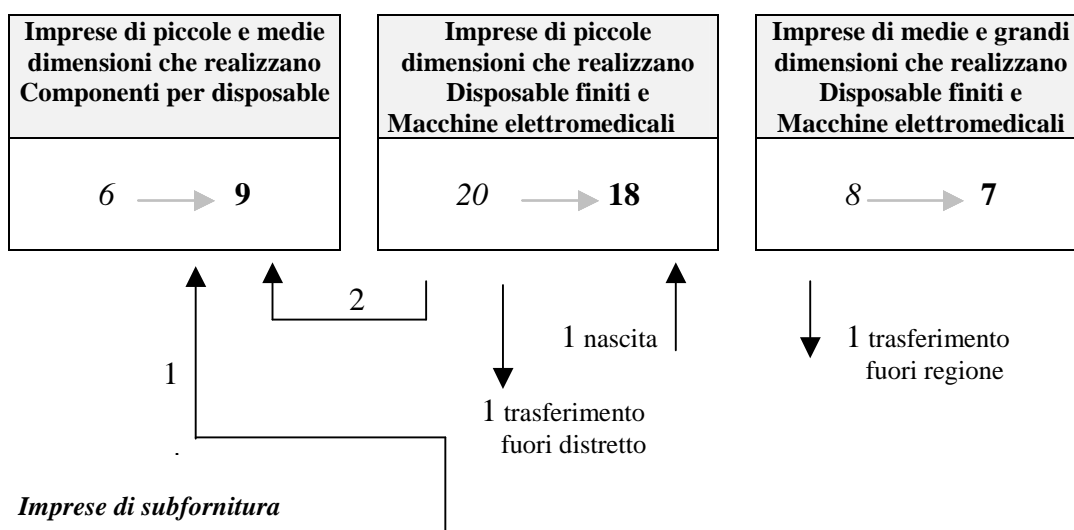 Imprese di piccole e medie
dimensioni che realizzano
Componenti per disposable
Imprese di piccole
dimensioni che realizzano
Disposable finiti e
Macchine elettromedicali
Imprese di medie e grandi
dimensioni che realizzano
Disposable finiti e
Macchine elettromedicali
6 9
20 18
8 7
2
1 nascita
1 trasferimento
fuori regione
1
1 trasferimento
fuori distretto
.
Imprese di subfornitura